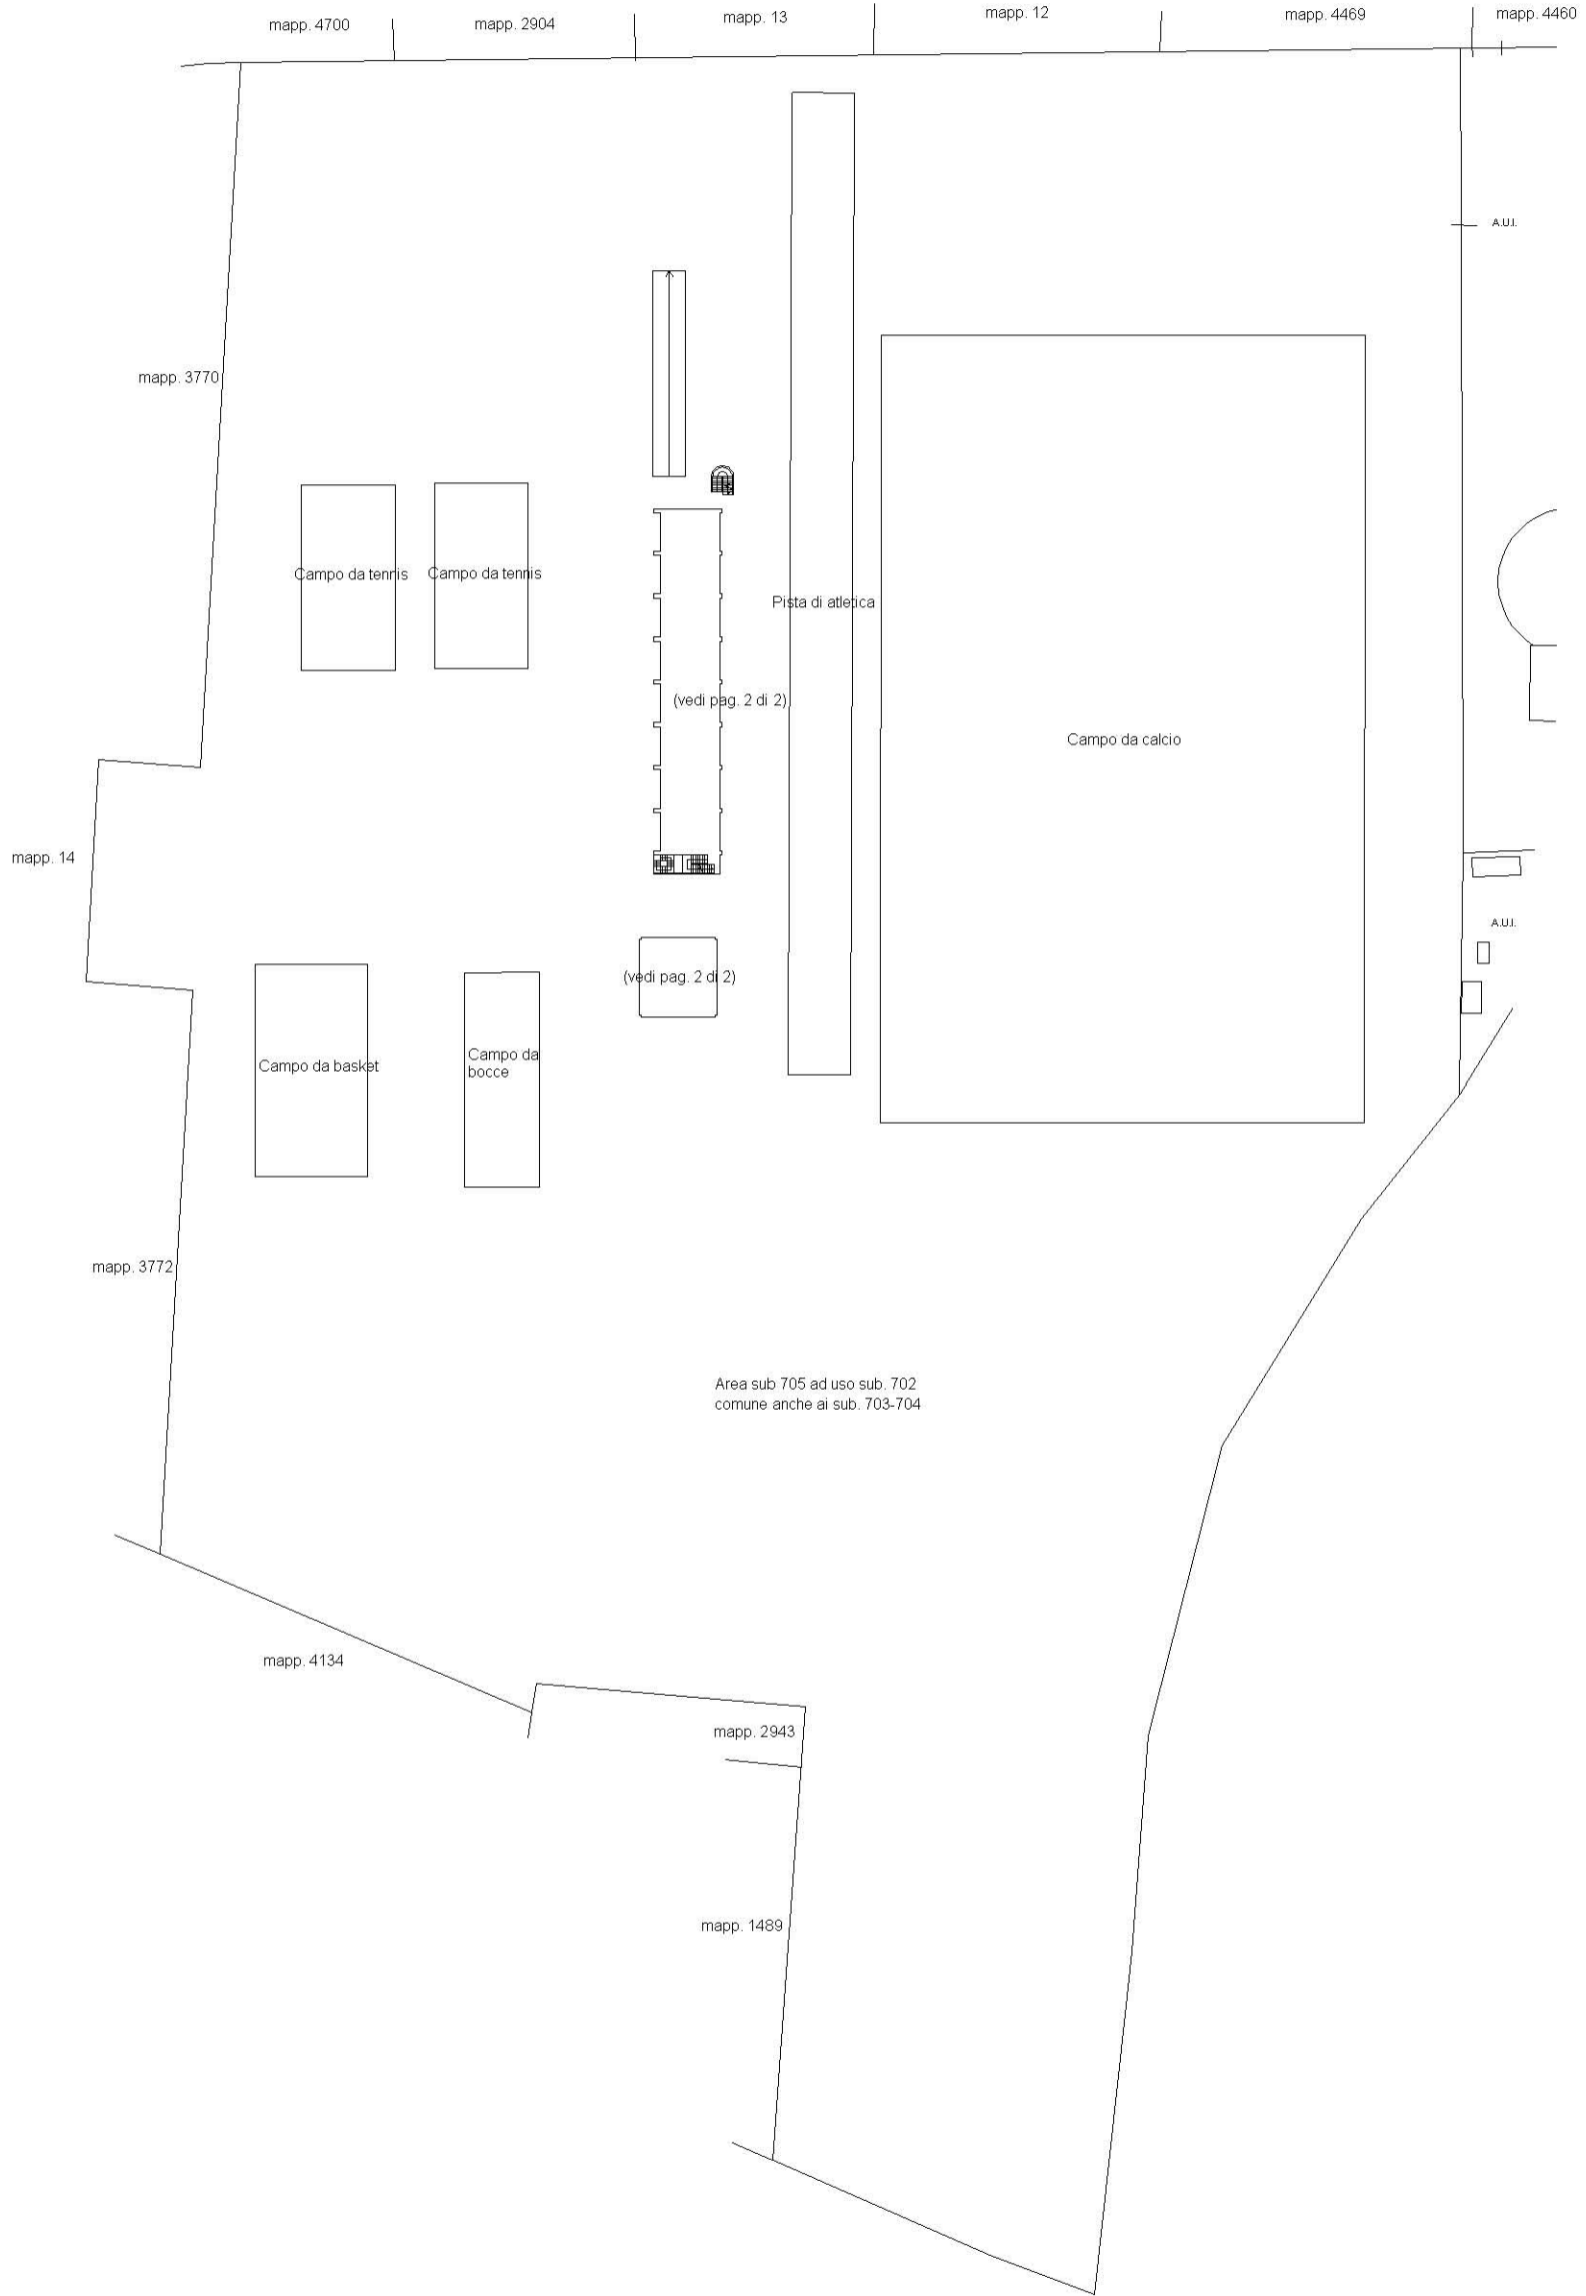 mapp. 4700
mapp. 2904
mapp. 13
mapp. 12
mapp. 4469
mapp. 4460
A.U.I.
mapp. 3770
Campo da tennis
Campo da tennis
Pista di atletica
(vedi pag. 2 di 2)
Campo da calcio
mapp. 14
A.U.I.
(vedi pag. 2 di 2)
Campo da basket
Campo da
bocce
mapp. 3772
Area sub 705 ad uso sub. 702
comune anche ai sub. 703-704
mapp. 4134
mapp. 2943
mapp. 1489